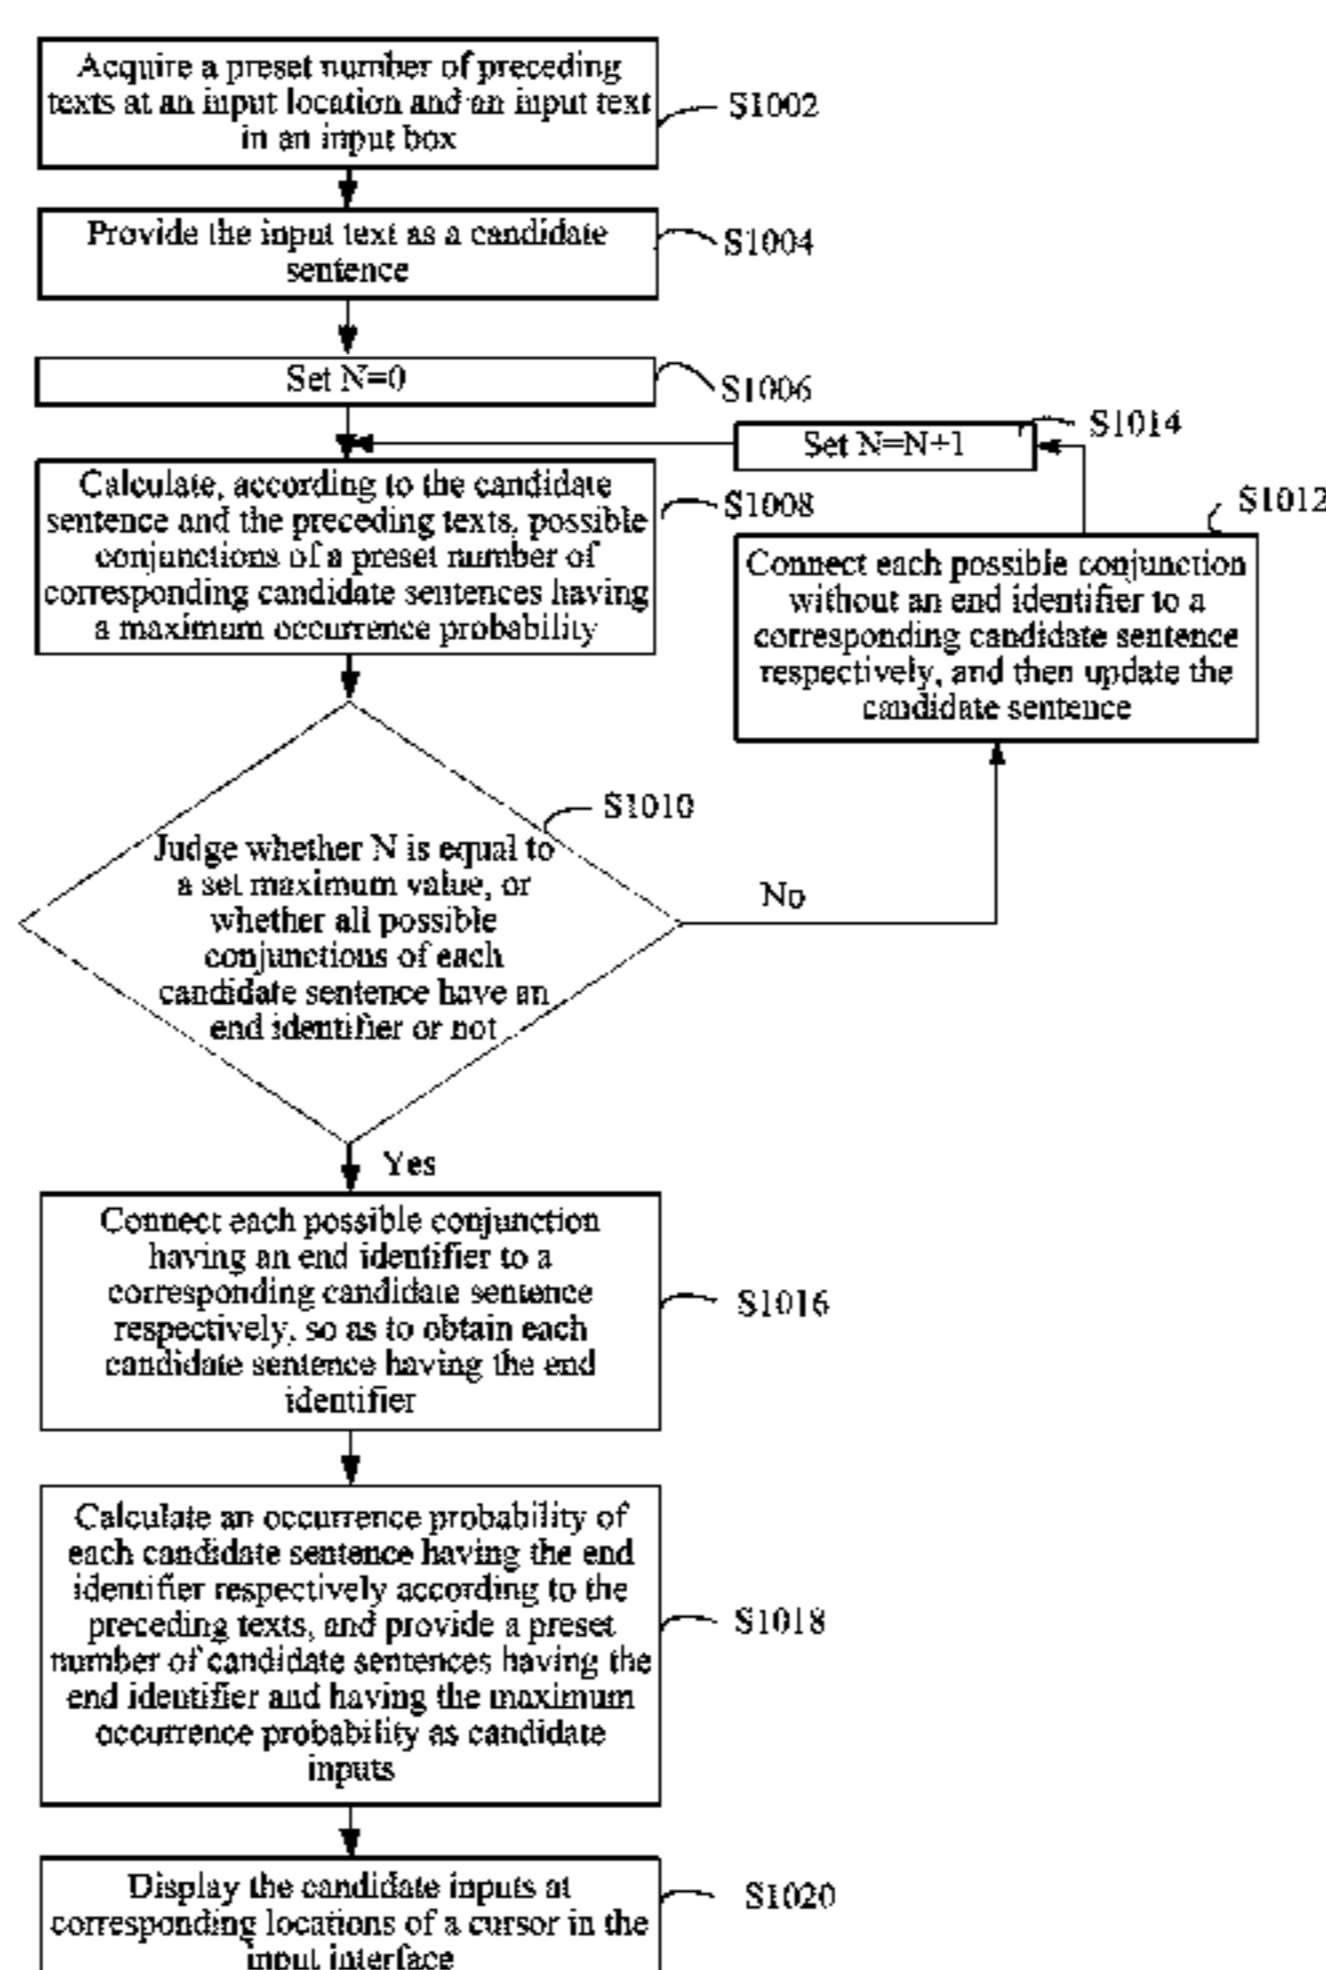 Acquire a preset number of preceding
texts at an input location and an input text
in an input box
S1002
Provide the input text as a candidate
sentence
S1004
Set N=0
S1006
Set N=N+1
S1014
Calculate, according to the candidate
sentence and the preceding texts, possible
conjunctions of a preset number of
corresponding candidate sentences having
a maximum occurrence probability
S1008
S1012
Connect each possible conjunction
without an end identifier to a
corresponding candidate sentence
respectively, and then update the
candidate sentence
S1010
Judge whether N is equal to
a set maximum value, or
whether all possible
conjunctions of each
candidate sentence have an
end identifier or not
No
Yes
Connect each possible conjunction
having an end identifier to a
corresponding candidate sentence
respectively, so as to obtain each
candidate sentence having the end
identifier
S1016
Calculate an occurrence probability of
each candidate sentence having the end
identifier respectively according to the
preceding texts, and provide a preset
number of candidate sentences having the
end identifier and having the maximum
occurrence probability as candidate
inputs
S1018
Display the candidate inputs at
corresponding locations of a cursor in the
input interface
S1020